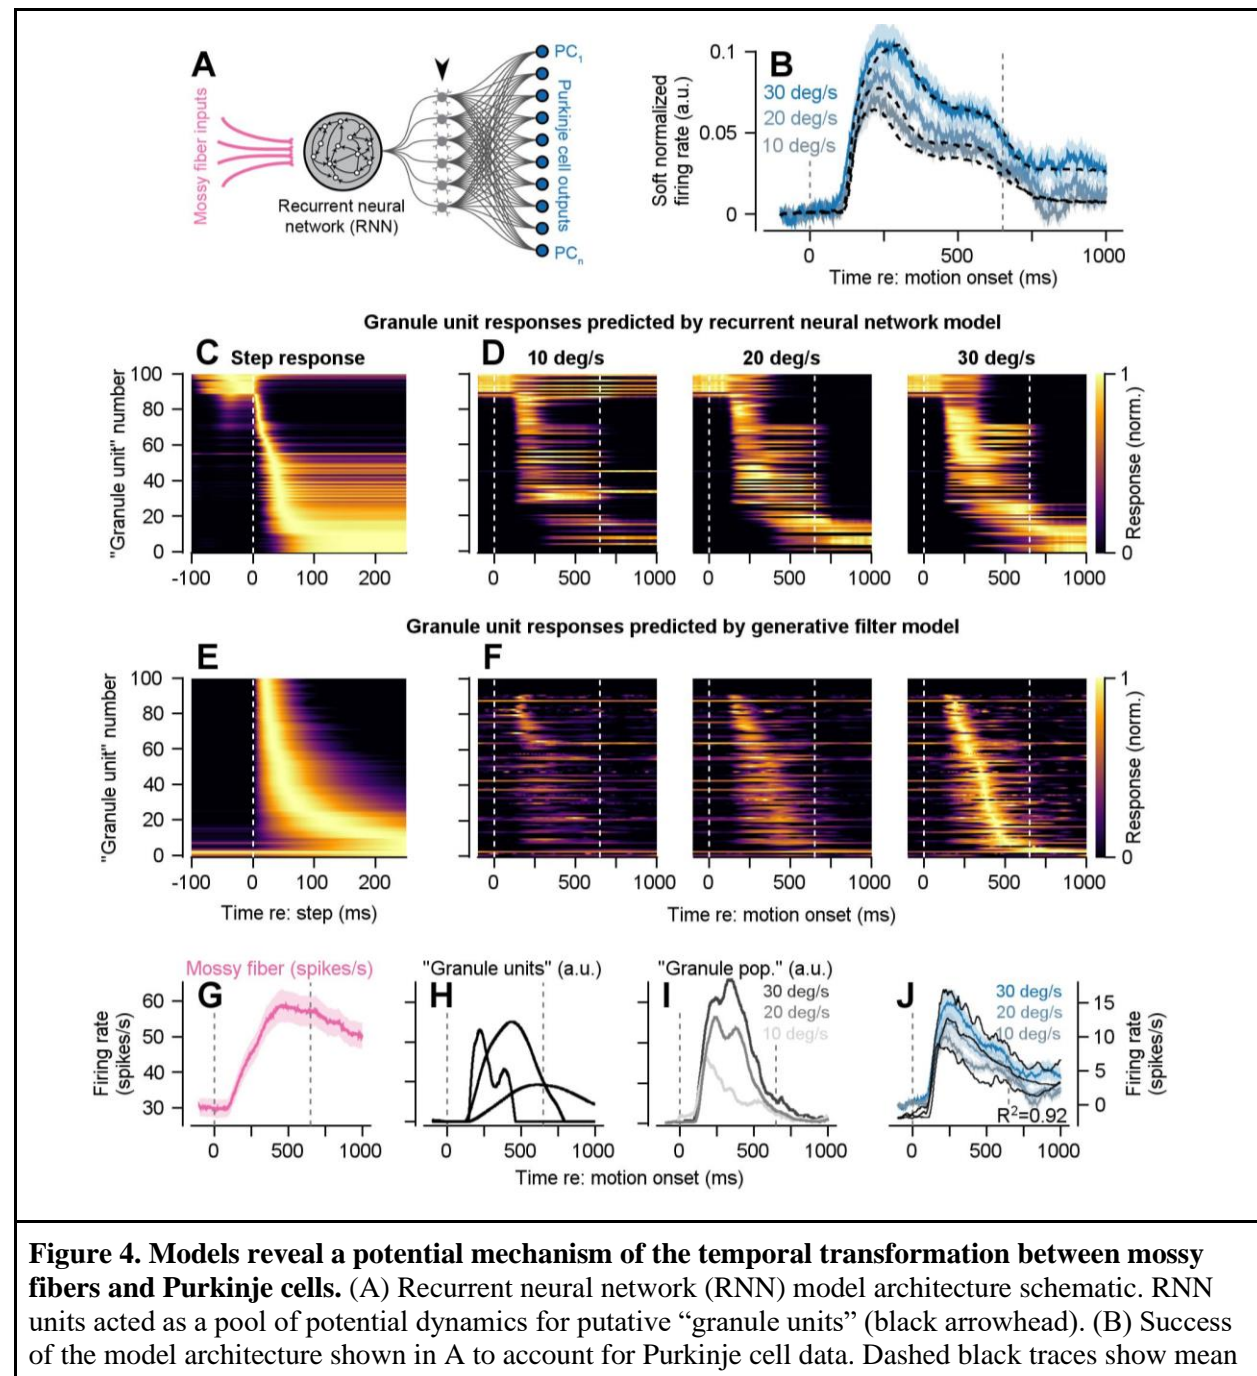 A
Mossy fiber inputs
Recurrent neural
network (RNN)
PC1
Purkinje cell outputs
PCn
B
Soft normalized
firing rate (a.u.)
0.1
0.05
0
30 deg/s
20 deg/s
10 deg/s
0 500 1000
Time re: motion onset (ms)
Granule unit responses predicted by recurrent neural network model
C Step response
D 10 deg/s 20 deg/s 30 deg/s
"Granule unit" number
100
80
60
40
20
0
-100 0 100 200
0 500 1000
0 500 1000
0 500 1000
1
Response (norm.)
0
Granule unit responses predicted by generative filter model
E
F
"Granule unit" number
100
80
60
40
20
0
-100 0 100 200
0 500 1000
0 500 1000
0 500 1000
1
Response (norm.)
0
Time re: step (ms)
Time re: motion onset (ms)
Mossy fiber (spikes/s)
G
Firing rate
(spikes/s)
60
50
40
30
0 500 1000
"Granule units" (a.u.)
H
0 500 1000
"Granule pop." (a.u.)
I
30 deg/s
20 deg/s
10 deg/s
0 500 1000
J
30 deg/s
20 deg/s
10 deg/s
R2=0.92
15
10
5
0
Firing rate
(spikes/s)
0 500 1000
Time re: motion onset (ms)
Figure 4. Models reveal a potential mechanism of the temporal transformation between mossy
fibers and Purkinje cells. (A) Recurrent neural network (RNN) model architecture schematic. RNN
units acted as a pool of potential dynamics for putative “granule units” (black arrowhead). (B) Success
of the model architecture shown in A to account for Purkinje cell data. Dashed black traces show mean